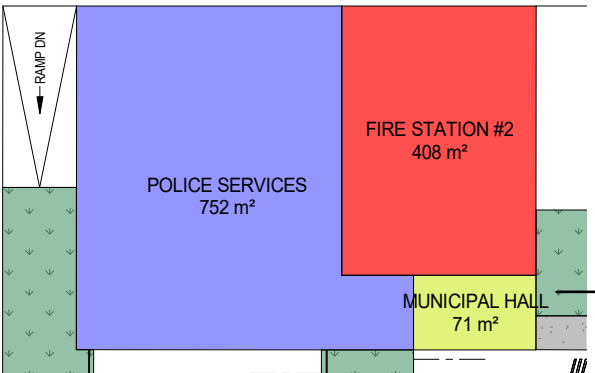 RAMP DN
FIRE STATION #2
408 m²
POLICE SERVICES
752 m²
MUNICIPAL HALL
71 m²